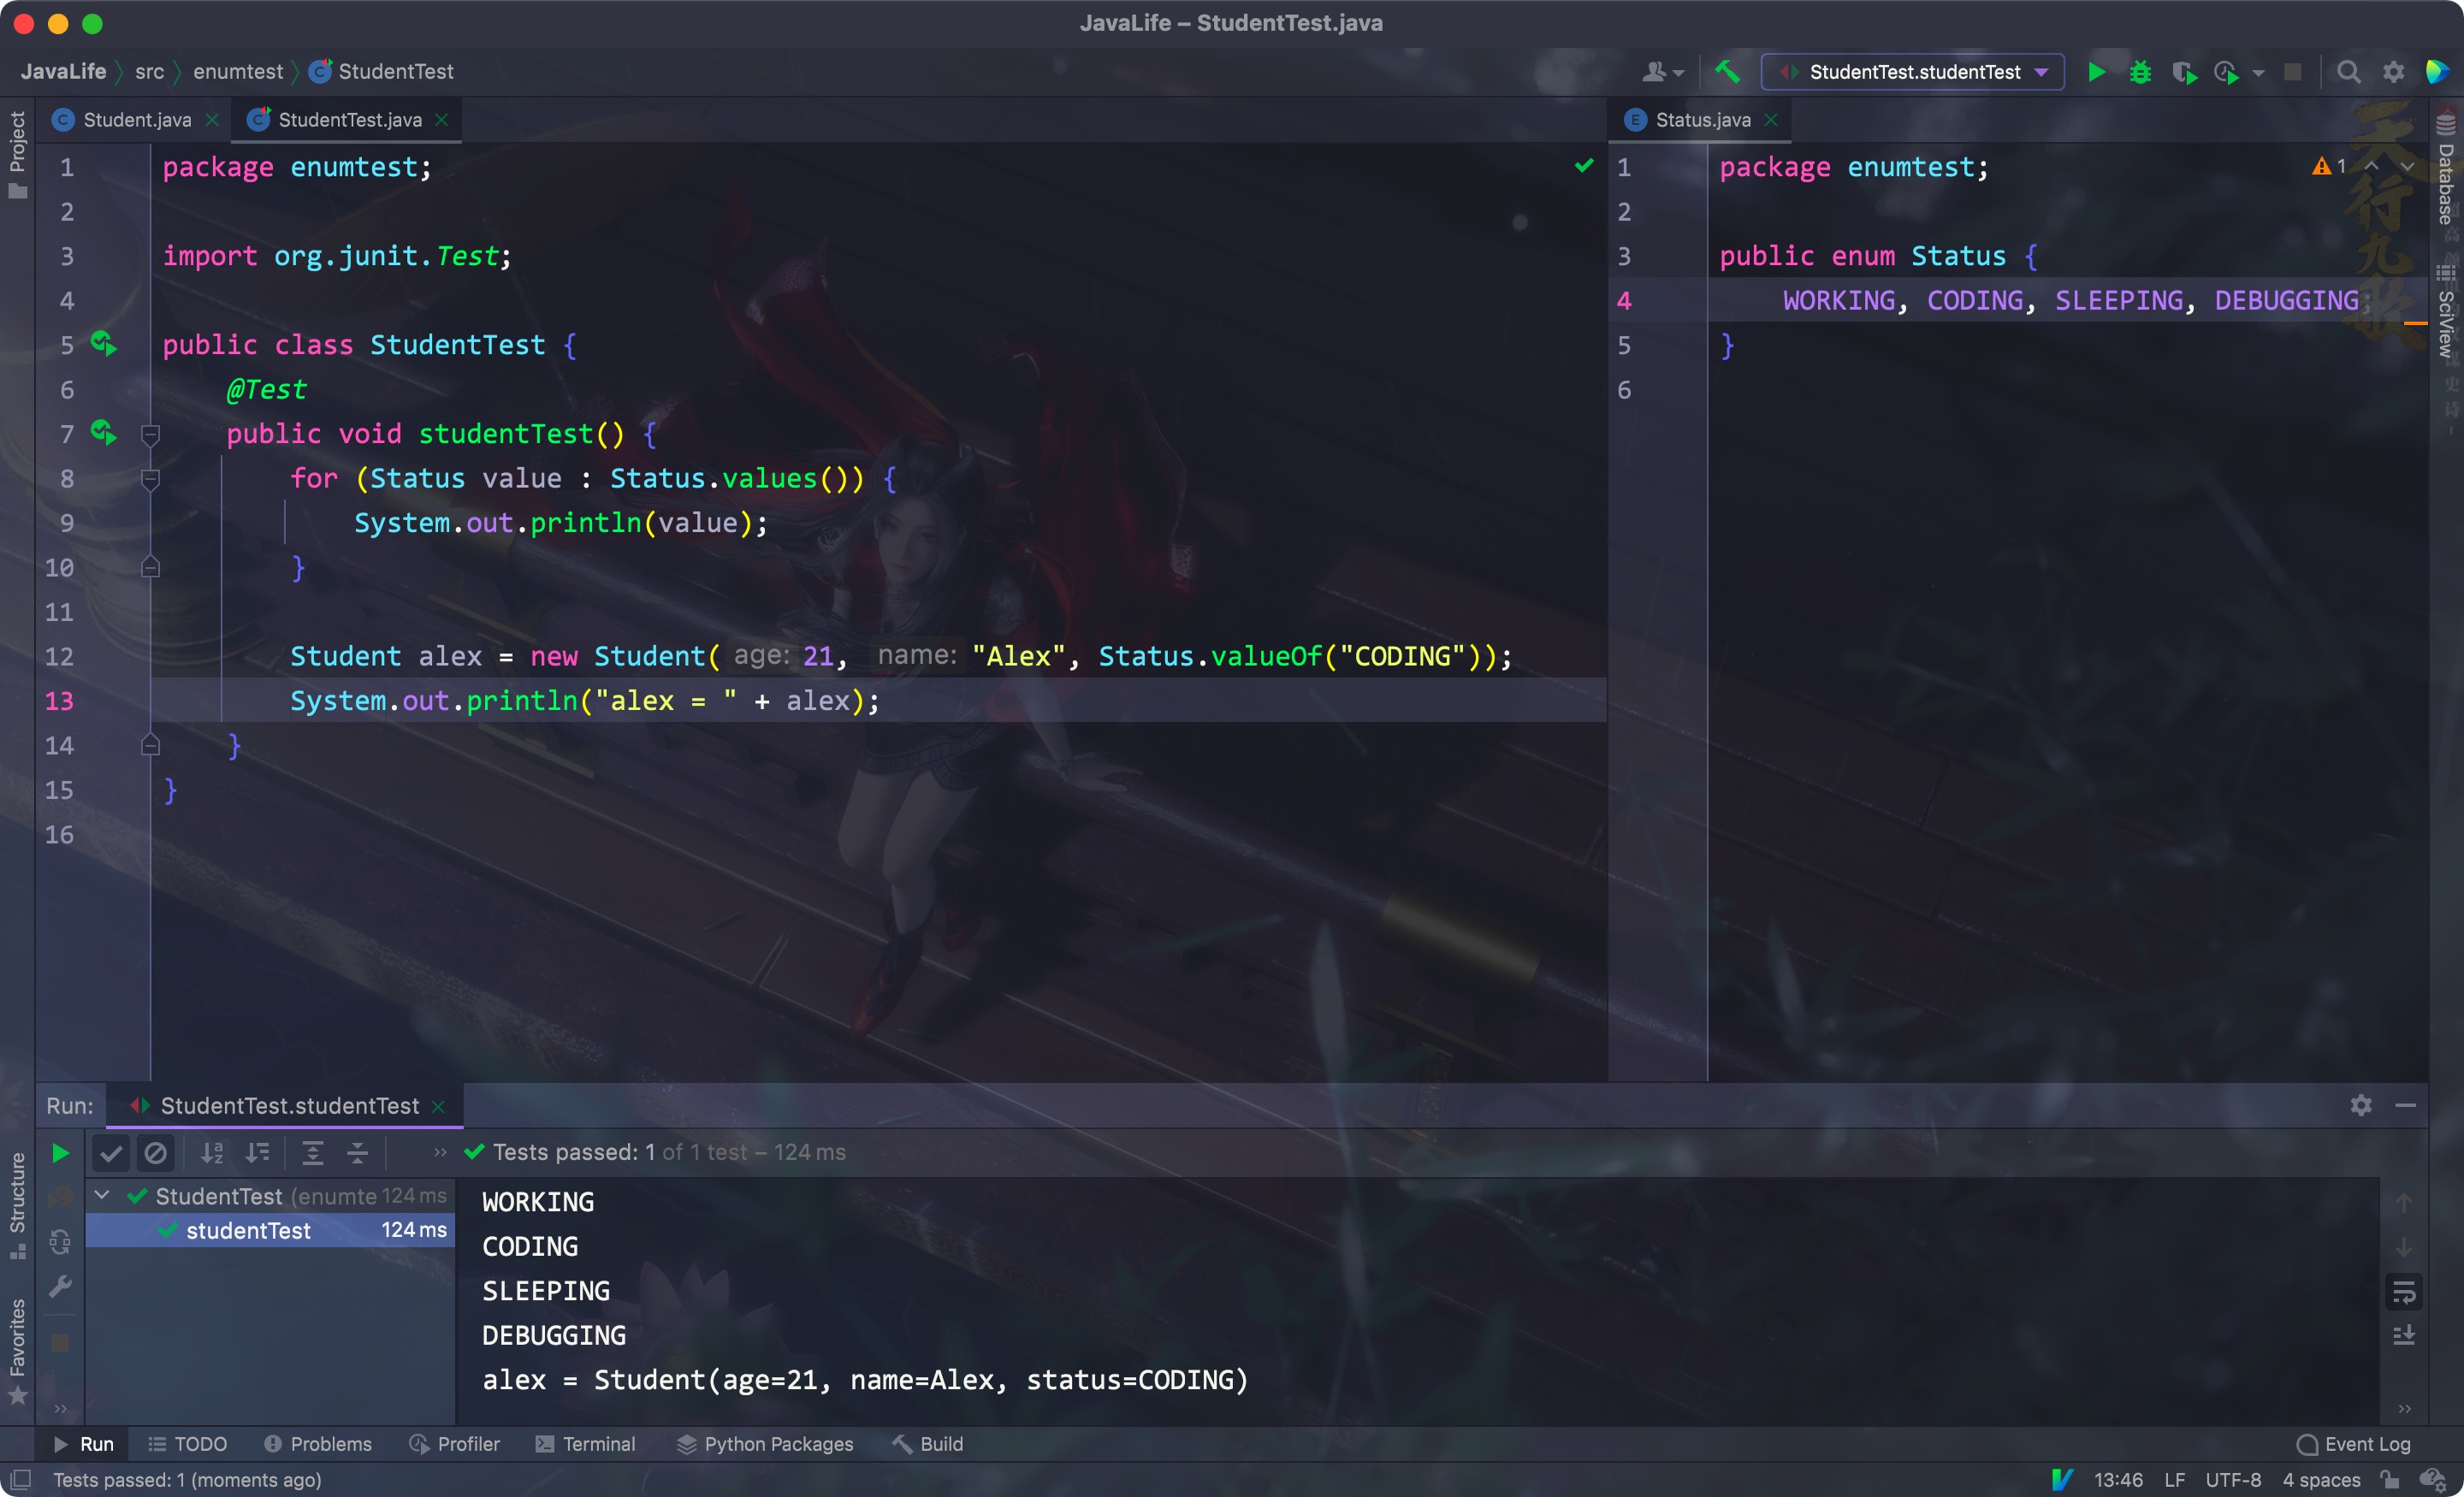 JavaLife – StudentTest.java
JavaLife src enumtest StudentTest
StudentTest.studentTest
Project
Student.java
StudentTest.java
1 package enumtest;
2
3 import org.junit.Test;
4
5 public class StudentTest {
6 @Test
7 public void studentTest() {
8 for (Status value : Status.values()) {
9 System.out.println(value);
10 }
11
12 Student alex = new Student( age: 21, name: "Alex", Status.valueOf("CODING"));
13 System.out.println("alex = " + alex);
14 }
15 }
16
Status.java
1 package enumtest;
1
2
3 public enum Status {
4 WORKING, CODING, SLEEPING, DEBUGGING;
5 }
6
天行九歌
Database
SciView
Run: StudentTest.studentTest
Tests passed: 1 of 1 test – 124 ms
StudentTest (enumte 124 ms
studentTest 124 ms
WORKING
CODING
SLEEPING
DEBUGGING
alex = Student(age=21, name=Alex, status=CODING)
Structure
Favorites
Run TODO Problems Profiler Terminal Python Packages Build Event Log
Tests passed: 1 (moments ago) 13:46 LF UTF-8 4 spaces